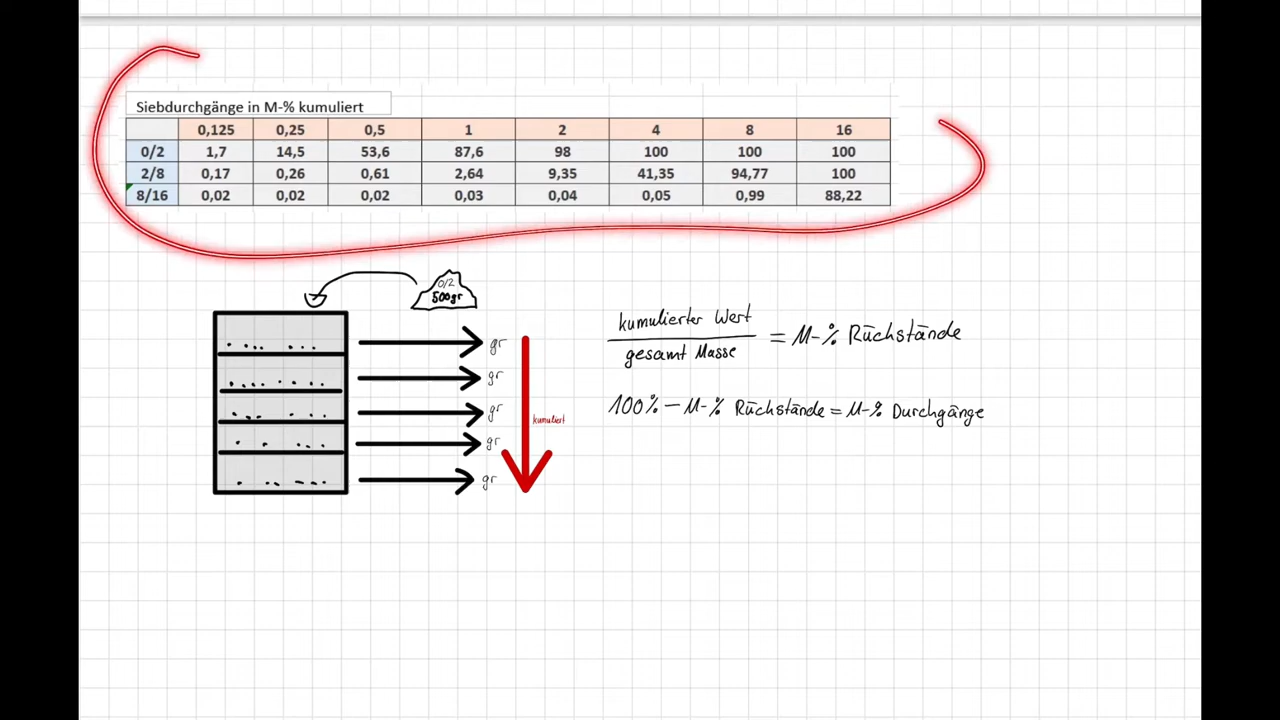 Siebdurchgänge in M-% kumuliert
0,125 0,25 0,5 1 2 4 8 16
0/2 1,7 14,5 53,6 87,6 98 100 100 100
2/8 0,17 0,26 0,61 2,64 9,35 41,35 94,77 100
8/16 0,02 0,02 0,02 0,03 0,04 0,05 0,99 88,22
0/2
500gr
gr
gr
gr
gr
gr
kumuliert
kumulierter Wert
gesamt Masse
= M-% Rückstände
100% - M-% Rückstände = M-% Durchgänge